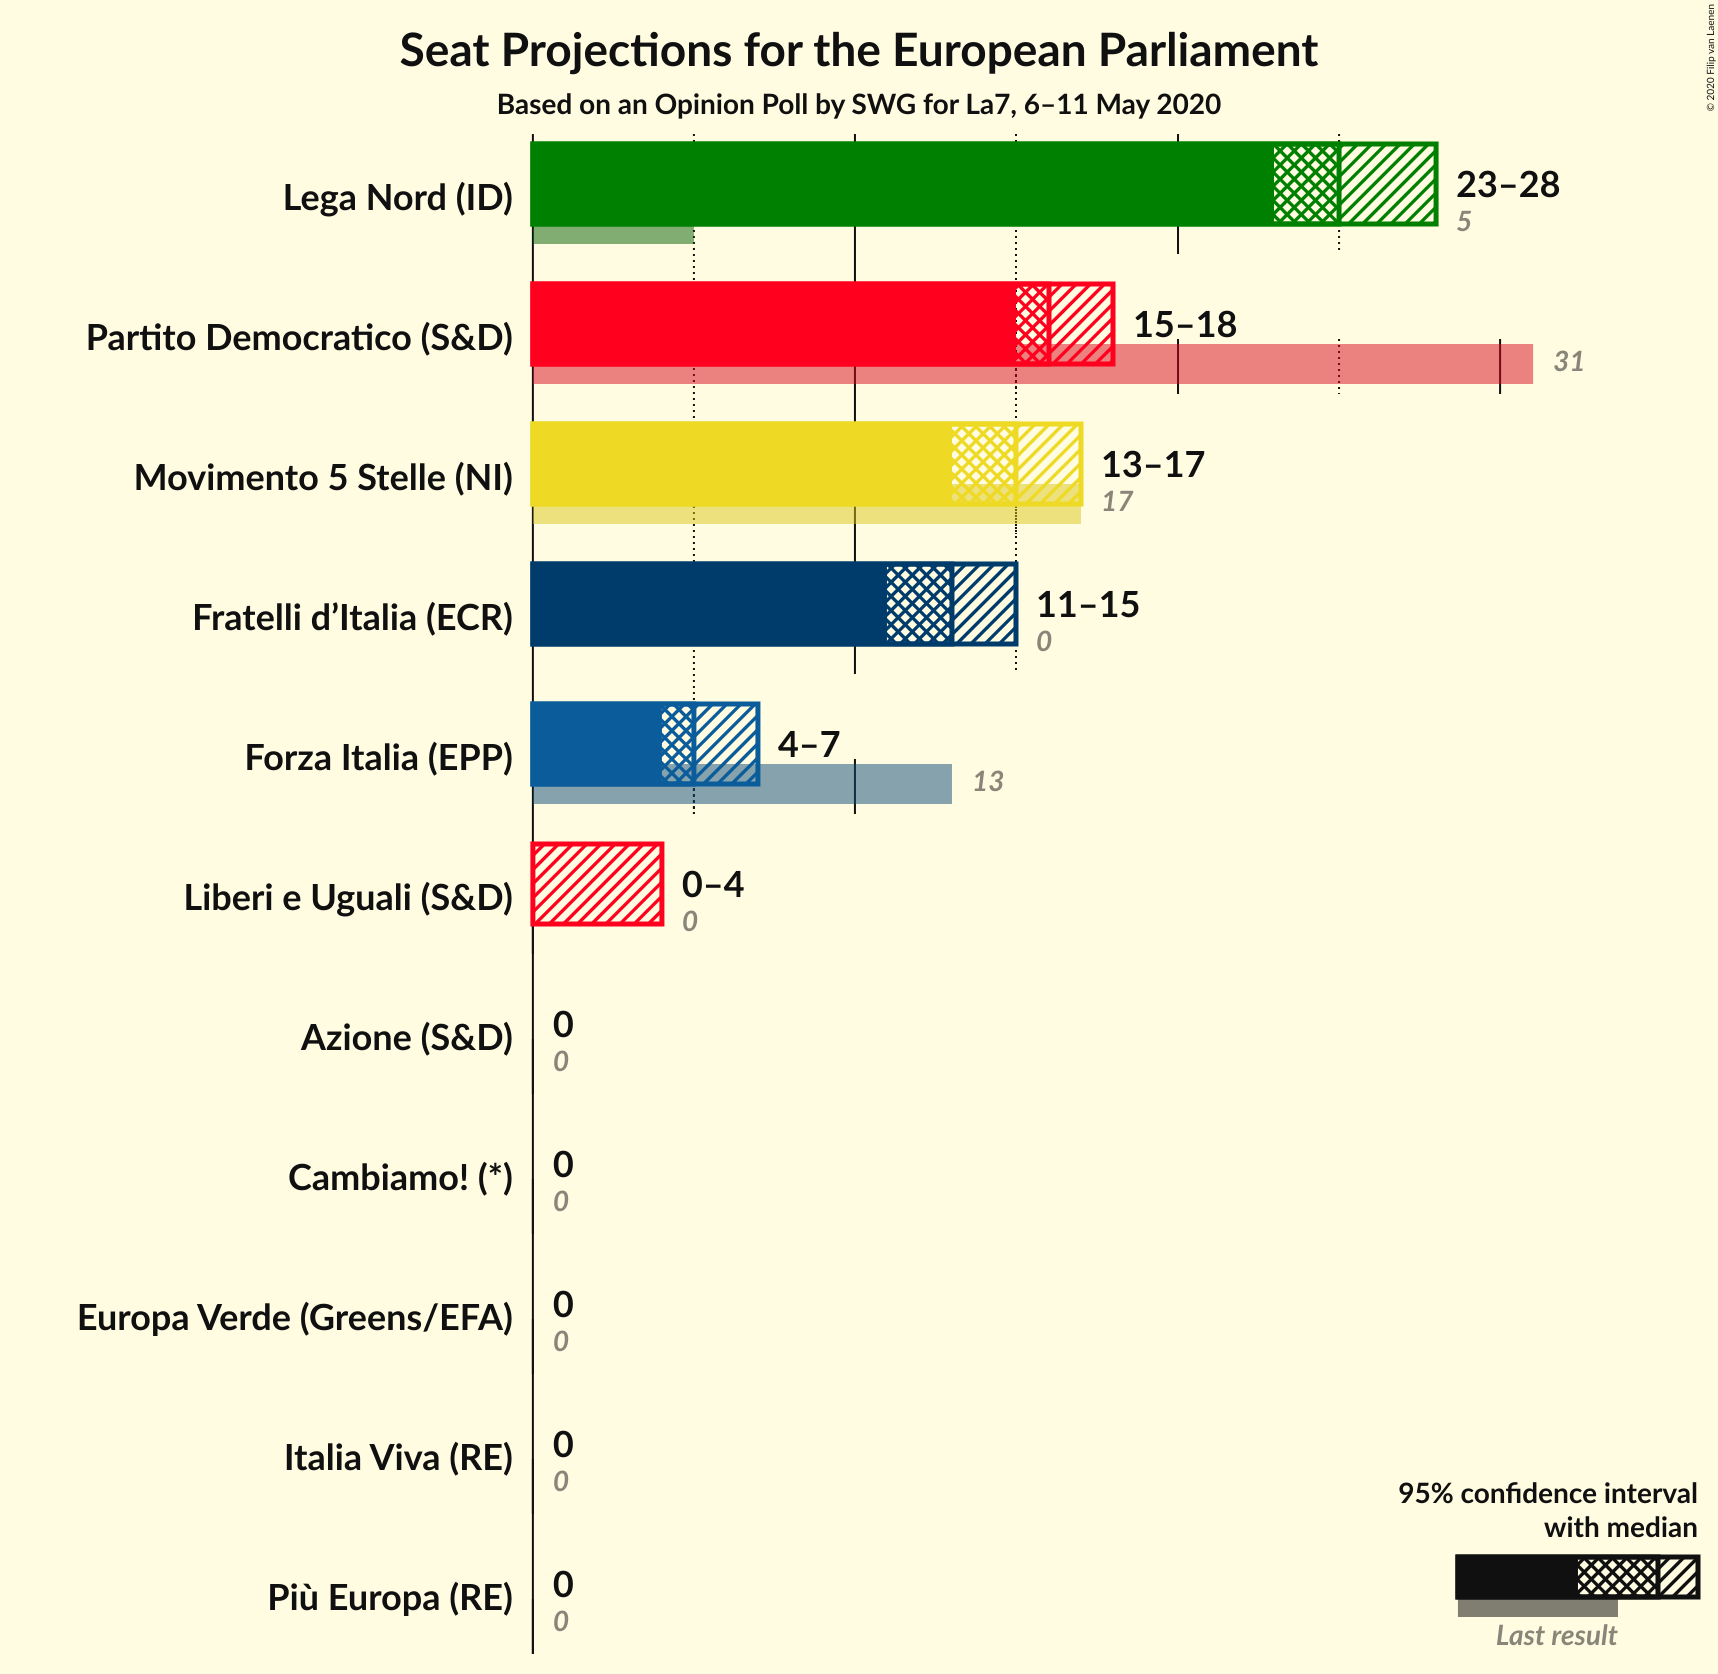 Seat Projections for the European Parliament
Based on an Opinion Poll by SWG for La7, 6–11 May 2020
© 2020 Filip van Laenen
Lega Nord (ID)
23–28
5
Partito Democratico (S&D)
15–18
31
Movimento 5 Stelle (NI)
13–17
17
Fratelli d’Italia (ECR)
11–15
0
Forza Italia (EPP)
4–7
13
Liberi e Uguali (S&D)
0–4
0
Azione (S&D)
0
0
Cambiamo! (*)
0
0
Europa Verde (Greens/EFA)
0
0
Italia Viva (RE)
0
0
Più Europa (RE)
0
0
95% confidence interval
with median
Last result